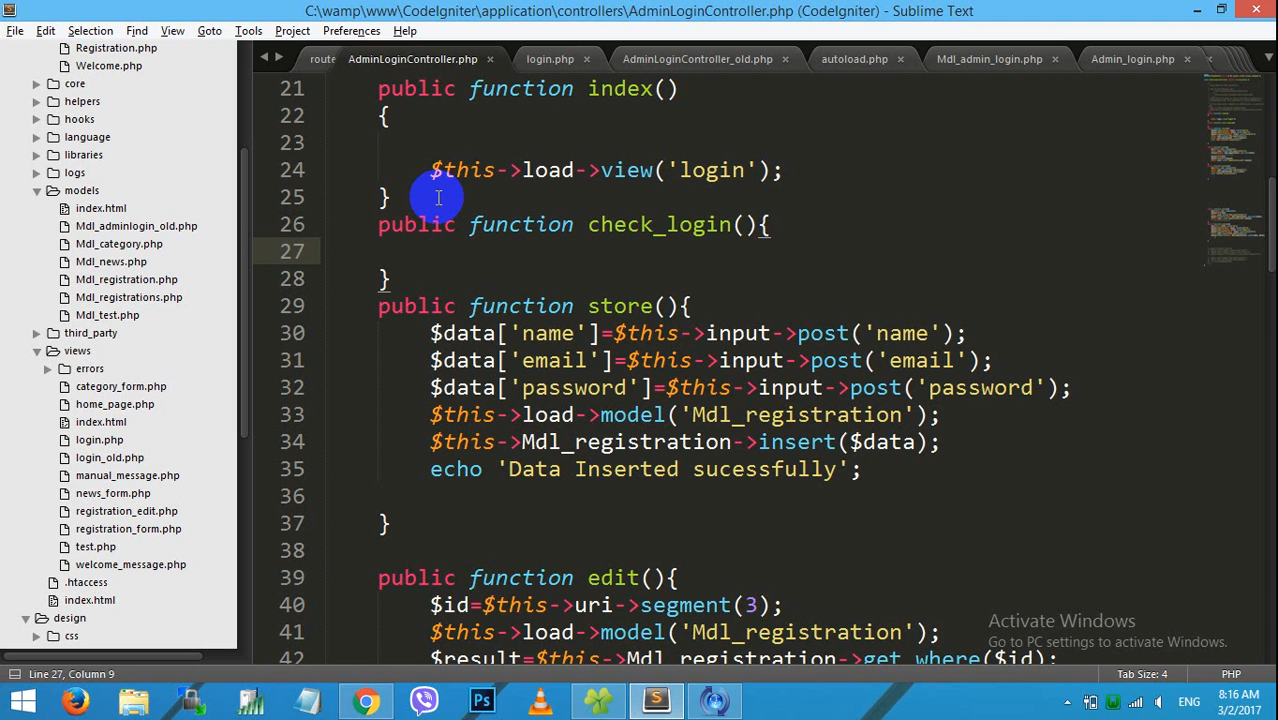 C:\wamp\www\CodeIgniter\application\controllers\AdminLoginController.php (CodeIgniter) - Sublime Text
File Edit Selection Find View Goto Tools Project Preferences Help
Registration.php
Welcome.php
core
helpers
hooks
language
libraries
logs
models
index.html
Mdl_adminlogin_old.php
Mdl_category.php
Mdl_news.php
Mdl_registration.php
Mdl_registrations.php
Mdl_test.php
third_party
views
errors
category_form.php
home_page.php
index.html
login.php
login_old.php
manual_message.php
news_form.php
registration_edit.php
registration_form.php
test.php
welcome_message.php
.htaccess
index.html
design
css
route AdminLoginController.php login.php AdminLoginController_old.php autoload.php Mdl_admin_login.php Admin_login.php
21 public function index()
22 {
23
24 $this->load->view('login');
25 }
26 public function check_login(){
27
28 }
29 public function store(){
30 $data['name']=$this->input->post('name');
31 $data['email']=$this->input->post('email');
32 $data['password']=$this->input->post('password');
33 $this->load->model('Mdl_registration');
34 $this->Mdl_registration->insert($data);
35 echo 'Data Inserted sucessfully';
36
37 }
38
39 public function edit(){
40 $id=$this->uri->segment(3);
41 $this->load->model('Mdl_registration');
42 $result=$this->Mdl_registration->get_where($id);
Activate Windows
Go to PC settings to activate Windows.
Line 27, Column 9 Tab Size: 4 PHP
Ps S ENG
8:16 AM
3/2/2017